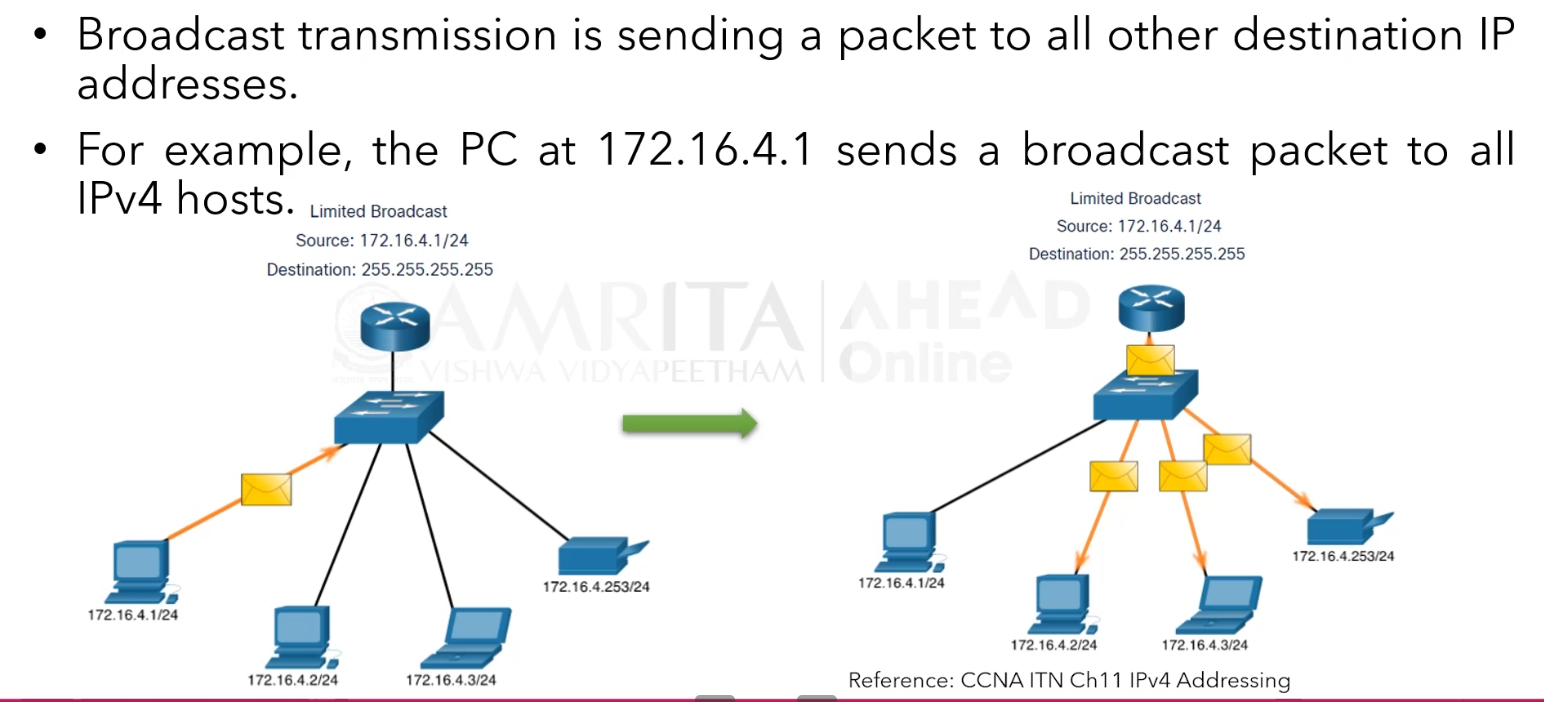 • Broadcast transmission is sending a packet to all other destination IP
addresses.
• For example, the PC at 172.16.4.1 sends a broadcast packet to all
IPv4 hosts.
Limited Broadcast
Source: 172.16.4.1/24
Destination: 255.255.255.255
172.16.4.1/24
172.16.4.2/24
172.16.4.3/24
172.16.4.253/24
Limited Broadcast
Source: 172.16.4.1/24
Destination: 255.255.255.255
172.16.4.1/24
172.16.4.2/24
172.16.4.3/24
172.16.4.253/24
AMRITA
VISHWA VIDYAPEETHAM
AHEAD
Online
Reference: CCNA ITN Ch11 IPv4 Addressing